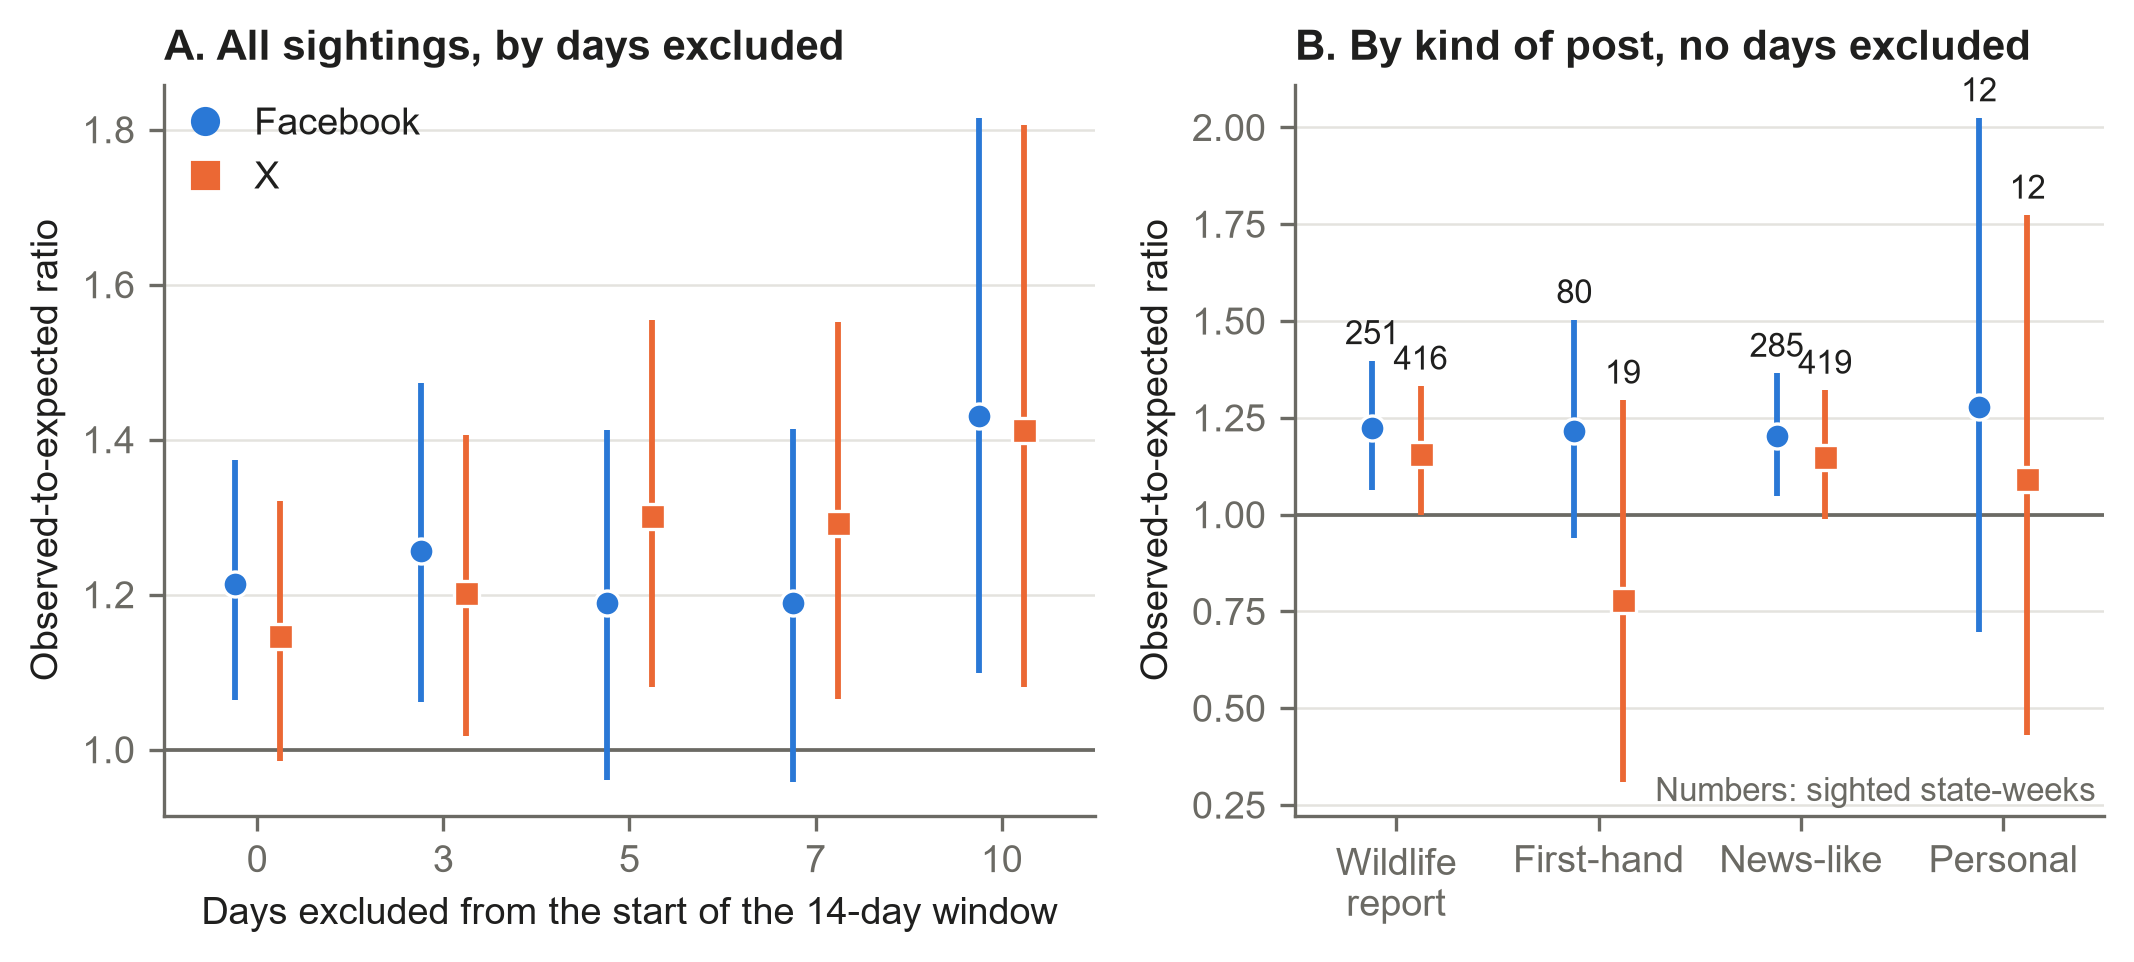 A. All sightings, by days excluded
Facebook
X
Observed-to-expected ratio
1.8
1.6
1.4
1.2
1.0
0
3
5
7
10
Days excluded from the start of the 14-day window
B. By kind of post, no days excluded
Observed-to-expected ratio
2.00
1.75
1.50
1.25
1.00
0.75
0.50
0.25
251
416
80
19
285
419
12
12
Numbers: sighted state-weeks
Wildlife
report
First-hand
News-like
Personal